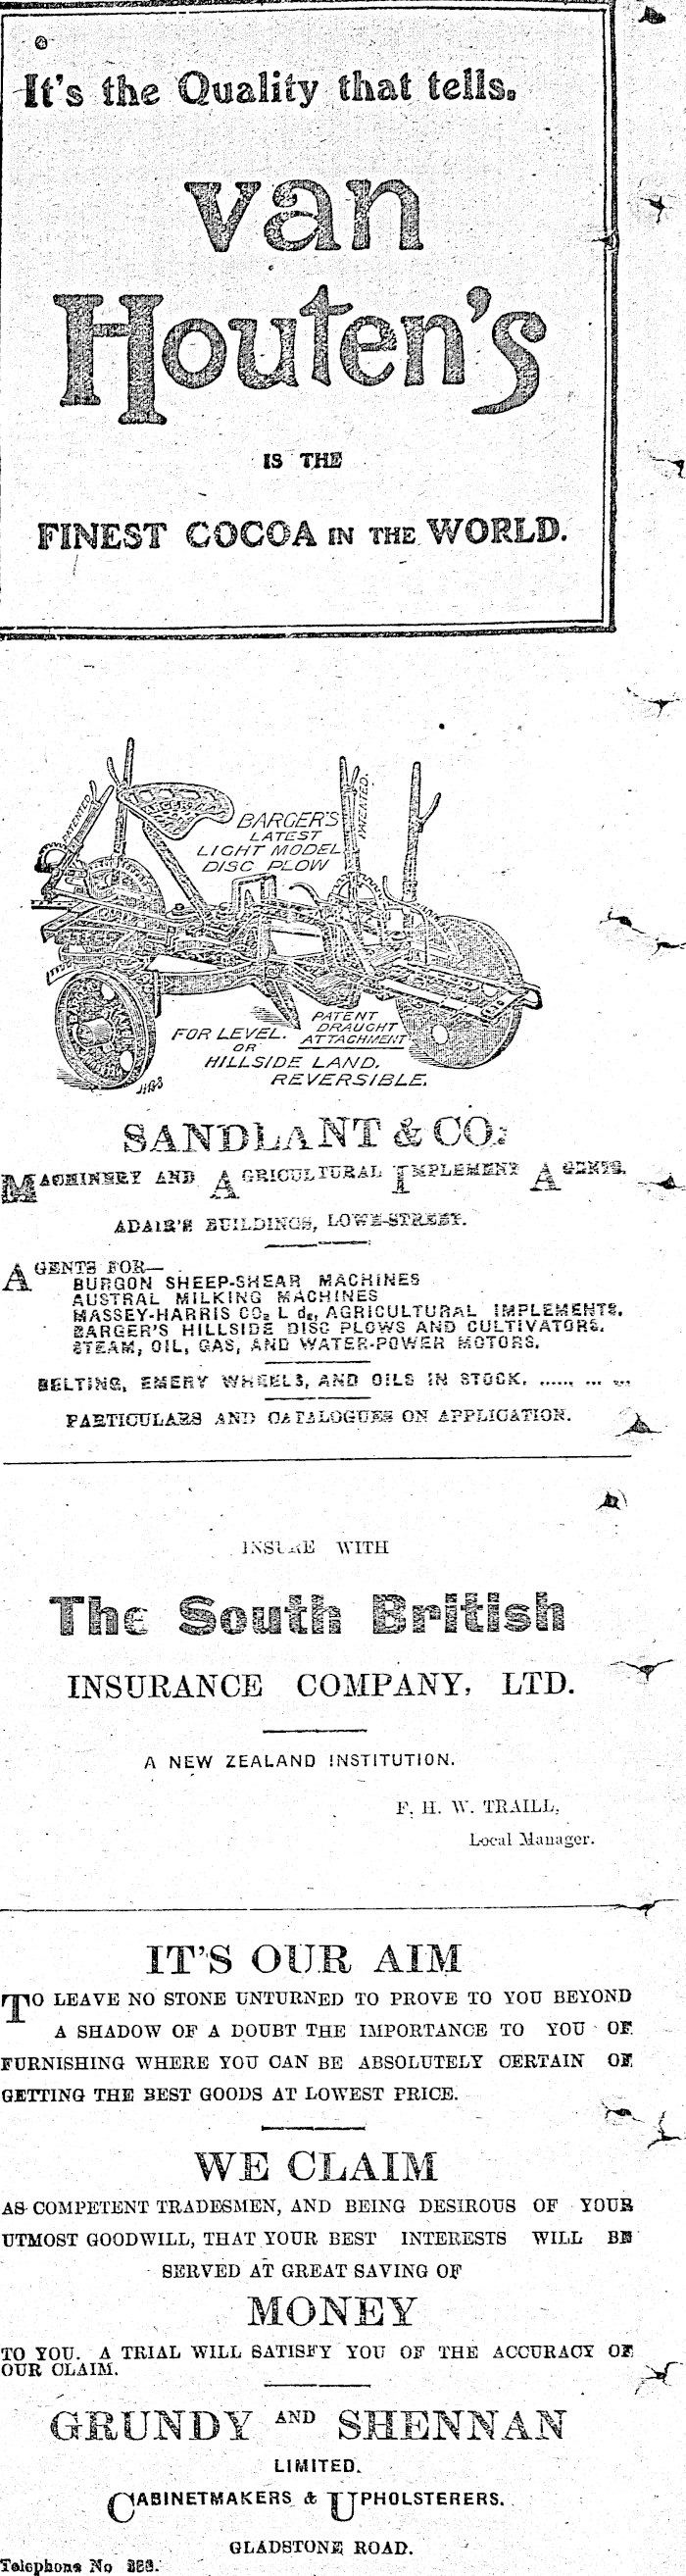 It's the Quality that tells.
van
Houten's
IS THE
FINEST COCOA IN THE WORLD.
PATENTED
PATENTED.
BARGER'S
LATEST
LIGHT MODEL
DISC PLOW
FOR LEVEL.
OR
HILLSIDE LAND.
REVERSIBLE.
PATENT
DRAUGHT
ATTACHMENT
SANDLANT & CO.
MACHINERY AND AGRICULTURAL IMPLEMENT AGENTS.
ADAIR'S BUILDINGS, LOWE-STREET.
AGENTS FOR—
BURGON SHEEP-SHEAR MACHINES
AUSTRAL MILKING MACHINES
MASSEY-HARRIS CO. Ltd., AGRICULTURAL IMPLEMENTS.
BARGER'S HILLSIDE DISC PLOWS AND CULTIVATORS.
STEAM, OIL, GAS, AND WATER-POWER MOTORS.
BELTING, EMERY WHEELS, AND OILS IN STOCK. ...... ... ...
PARTICULARS AND CATALOGUES ON APPLICATION.
INSURE WITH
The South British
INSURANCE COMPANY, LTD.
A NEW ZEALAND INSTITUTION.
F. H. W. TRAILL,
Local Manager.
IT'S OUR AIM
TO LEAVE NO STONE UNTURNED TO PROVE TO YOU BEYOND
A SHADOW OF A DOUBT THE IMPORTANCE TO YOU OF
FURNISHING WHERE YOU CAN BE ABSOLUTELY CERTAIN OF
GETTING THE BEST GOODS AT LOWEST PRICE.
WE CLAIM
AS COMPETENT TRADESMEN, AND BEING DESIROUS OF YOUR
UTMOST GOODWILL, THAT YOUR BEST INTERESTS WILL BE
SERVED AT GREAT SAVING OF
MONEY
TO YOU. A TRIAL WILL SATISFY YOU OF THE ACCURACY OF
OUR CLAIM.
GRUNDY AND SHENNAN
LIMITED.
CABINETMAKERS & UPHOLSTERERS.
GLADSTONE ROAD.
Telephone No